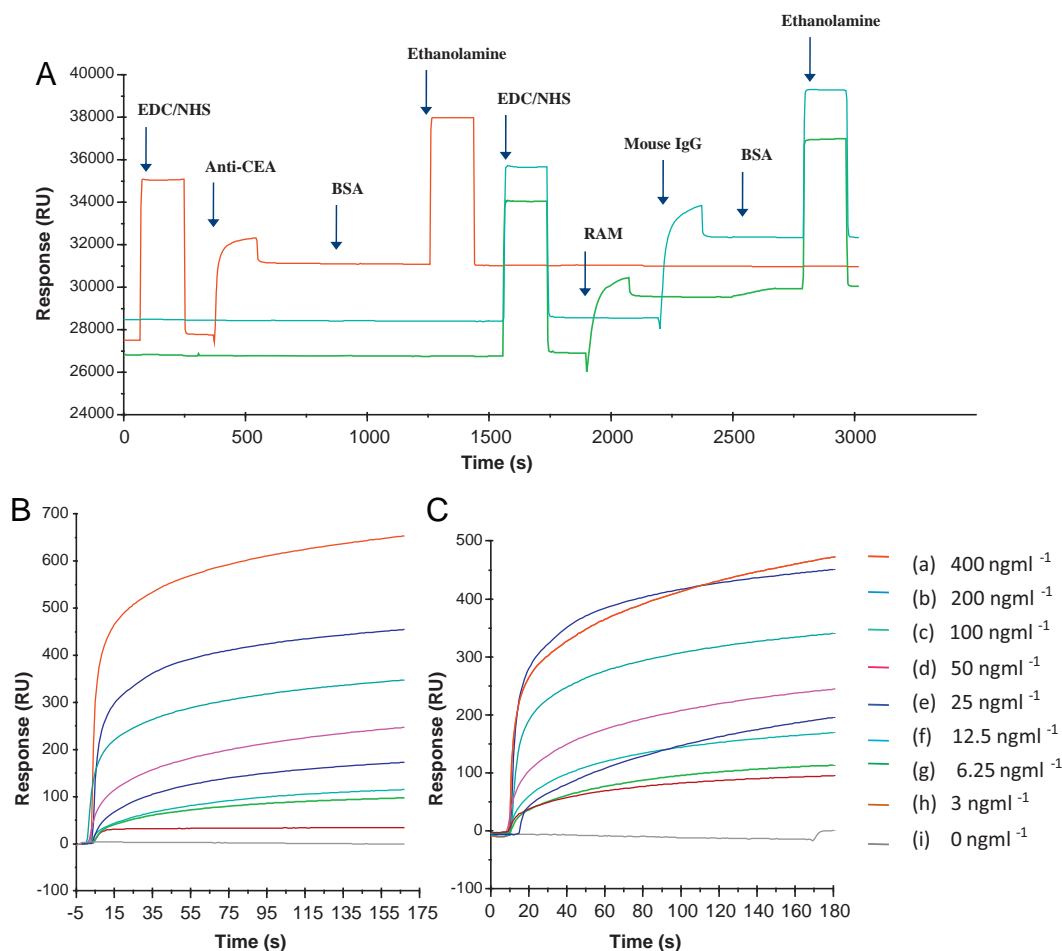 A
EDC/NHS
Anti-CEA
BSA
Ethanolamine
EDC/NHS
RAM
Mouse IgG
BSA
Ethanolamine
Response (RU)
40000
38000
36000
34000
32000
30000
28000
26000
24000
0
500
1000
1500
2000
2500
3000
Time (s)
B
Response (RU)
700
600
500
400
300
200
100
0
-100
-5
15
35
55
75
95
115
135
155
175
Time (s)
C
Response (RU)
500
400
300
200
100
0
-100
0
20
40
60
80
100
120
140
160
180
Time (s)
(a) 400 ngml -1
(b) 200 ngml -1
(c) 100 ngml -1
(d) 50 ngml -1
(e) 25 ngml -1
(f) 12.5 ngml -1
(g) 6.25 ngml -1
(h) 3 ngml -1
(i) 0 ngml -1